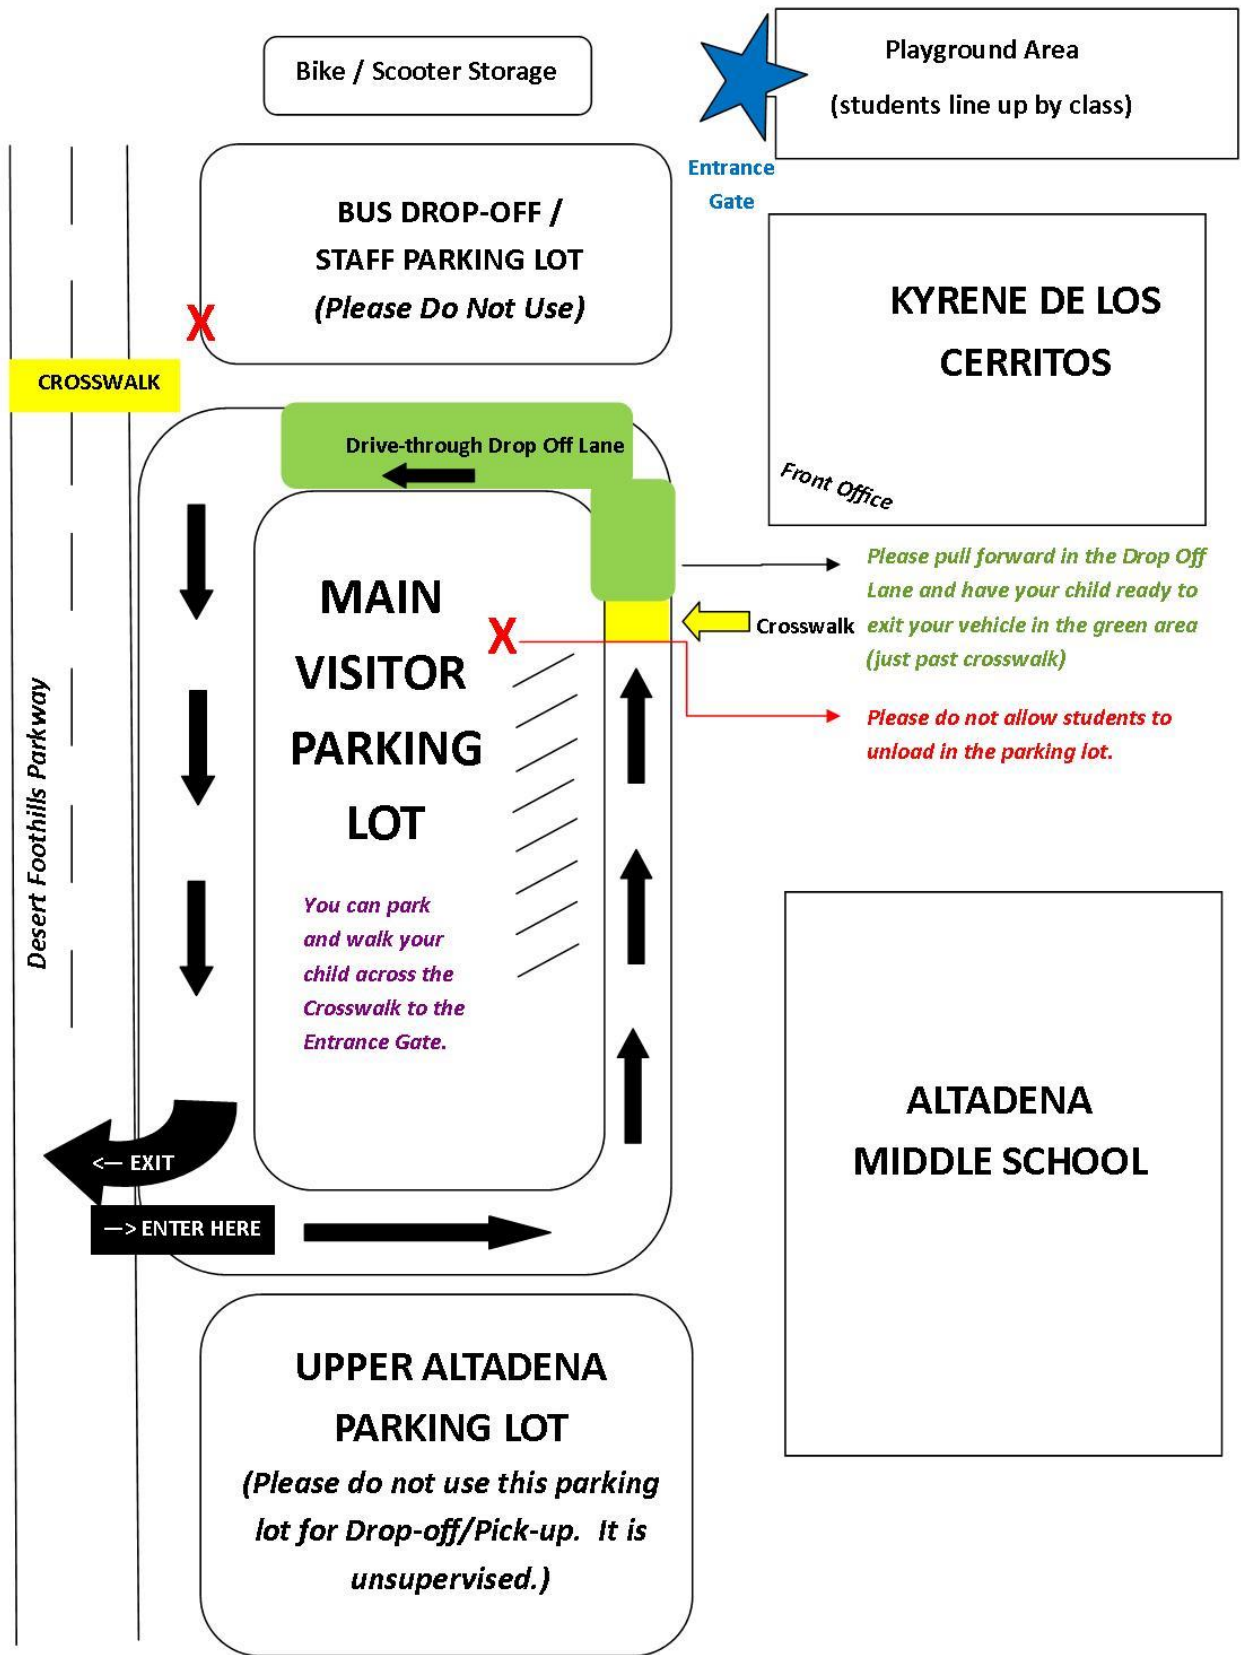 Bike / Scooter Storage
Playground Area
(students line up by class)
Entrance
Gate
BUS DROP-OFF /
STAFF PARKING LOT
(Please Do Not Use)
X
KYRENE DE LOS
CERRITOS
Front Office
CROSSWALK
Drive-through Drop Off Lane
Please pull forward in the Drop Off
Lane and have your child ready to
exit your vehicle in the green area
(just past crosswalk)
Crosswalk
X
Please do not allow students to
unload in the parking lot.
MAIN
VISITOR
PARKING
LOT
You can park
and walk your
child across the
Crosswalk to the
Entrance Gate.
Desert Foothills Parkway
ALTADENA
MIDDLE SCHOOL
<— EXIT
—> ENTER HERE
UPPER ALTADENA
PARKING LOT
(Please do not use this parking
lot for Drop-off/Pick-up.  It is
unsupervised.)